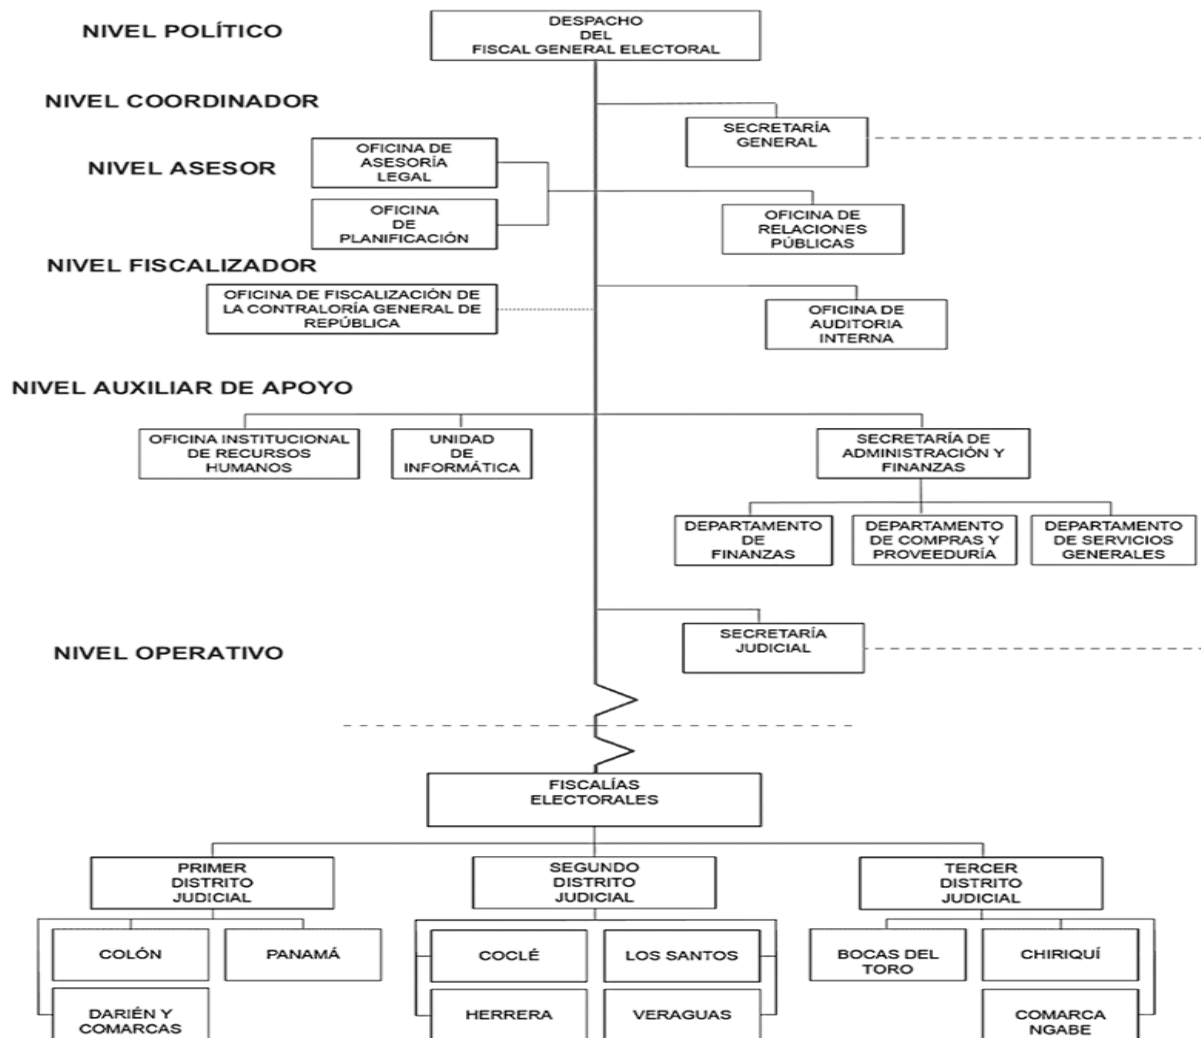 NIVEL POLÍTICO
DESPACHO
DEL
FISCAL GENERAL ELECTORAL
NIVEL COORDINADOR
SECRETARÍA
GENERAL
NIVEL ASESOR
OFICINA DE
ASESORÍA
LEGAL
OFICINA
DE
PLANIFICACIÓN
OFICINA DE
RELACIONES
PÚBLICAS
NIVEL FISCALIZADOR
OFICINA DE FISCALIZACIÓN DE
LA CONTRALORÍA GENERAL DE
REPÚBLICA
OFICINA DE
AUDITORIA
INTERNA
NIVEL AUXILIAR DE APOYO
OFICINA INSTITUCIONAL
DE RECURSOS
HUMANOS
UNIDAD
DE
INFORMÁTICA
SECRETARÍA DE
ADMINISTRACIÓN Y
FINANZAS
DEPARTAMENTO
DE
FINANZAS
DEPARTAMENTO
DE COMPRAS Y
PROVEEDURÍA
DEPARTAMENTO
DE SERVICIOS
GENERALES
NIVEL OPERATIVO
SECRETARÍA
JUDICIAL
FISCALÍAS
ELECTORALES
PRIMER
DISTRITO
JUDICIAL
SEGUNDO
DISTRITO
JUDICIAL
TERCER
DISTRITO
JUDICIAL
COLÓN
PANAMÁ
COCLÉ
LOS SANTOS
BOCAS DEL
TORO
CHIRIQUÍ
DARIÉN Y
COMARCAS
HERRERA
VERAGUAS
COMARCA
NGABE